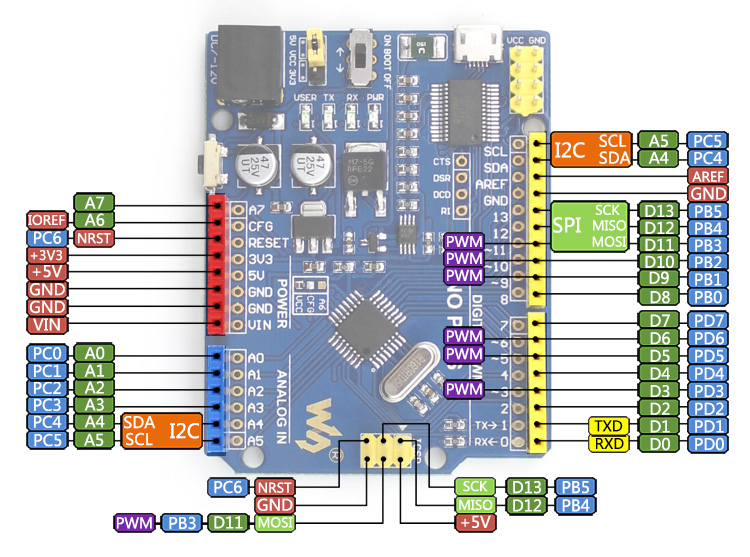 DC7-12V
5V VCC 3V3
ON BOOT OFF
VCC GND
USER TX RX PWR
47 25V UT
47 25V UT
117-5G
CTS
DSR
DCD
RI
SCL
SDA
AREF
GND
13
12
~11
~10
~9
8
7
~6
~5
4
~3
2
TX→1
RX←0
I2C SCL A5 PC5
SDA A4 PC4
AREF
GND
SPI SCK D13 PB5
MISO D12 PB4
PWM MOSI D11 PB3
PWM D10 PB2
PWM D9 PB1
D8 PB0
D7 PD7
PWM D6 PD6
PWM D5 PD5
D4 PD4
PWM D3 PD3
D2 PD2
TXD D1 PD1
RXD D0 PD0
A7
IOREF A6
PC6 NRST
+3V3
+5V
GND
GND
VIN
A7
CFG
RESET
3V3
5V
GND
GND
VIN
POWER
A6
CFG
VCC
PC0 A0
PC1 A1
PC2 A2
PC3 A3
PC4 A4 SDA I2C
PC5 A5 SCL
A0
A1
A2
A3
A4
A5
ANALOG IN
PC6 NRST
GND
PWM PB3 D11 MOSI
SCK D13 PB5
MISO D12 PB4
+5V